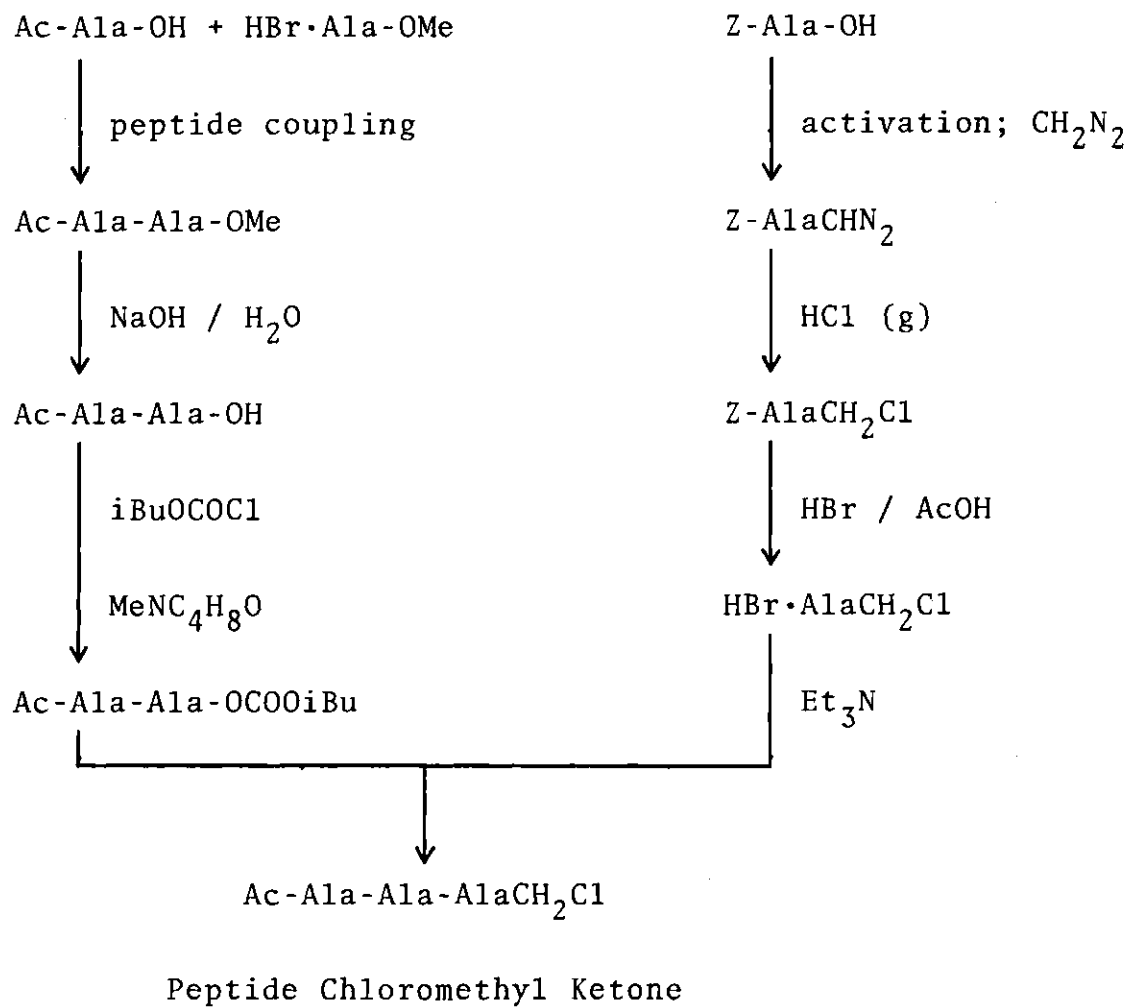 Ac-Ala-OH + HBr·Ala-OMe
peptide coupling
Ac-Ala-Ala-OMe
NaOH / H₂O
Ac-Ala-Ala-OH
iBuOCOCl
MeNC₄H₈O
Ac-Ala-Ala-OCOOiBu
Z-Ala-OH
activation; CH₂N₂
Z-AlaCHN₂
HCl (g)
Z-AlaCH₂Cl
HBr / AcOH
HBr·AlaCH₂Cl
Et₃N
Ac-Ala-Ala-AlaCH₂Cl
Peptide Chloromethyl Ketone